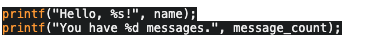 printf("Hello, %s!", name);
printf("You have %d messages.", message_count);